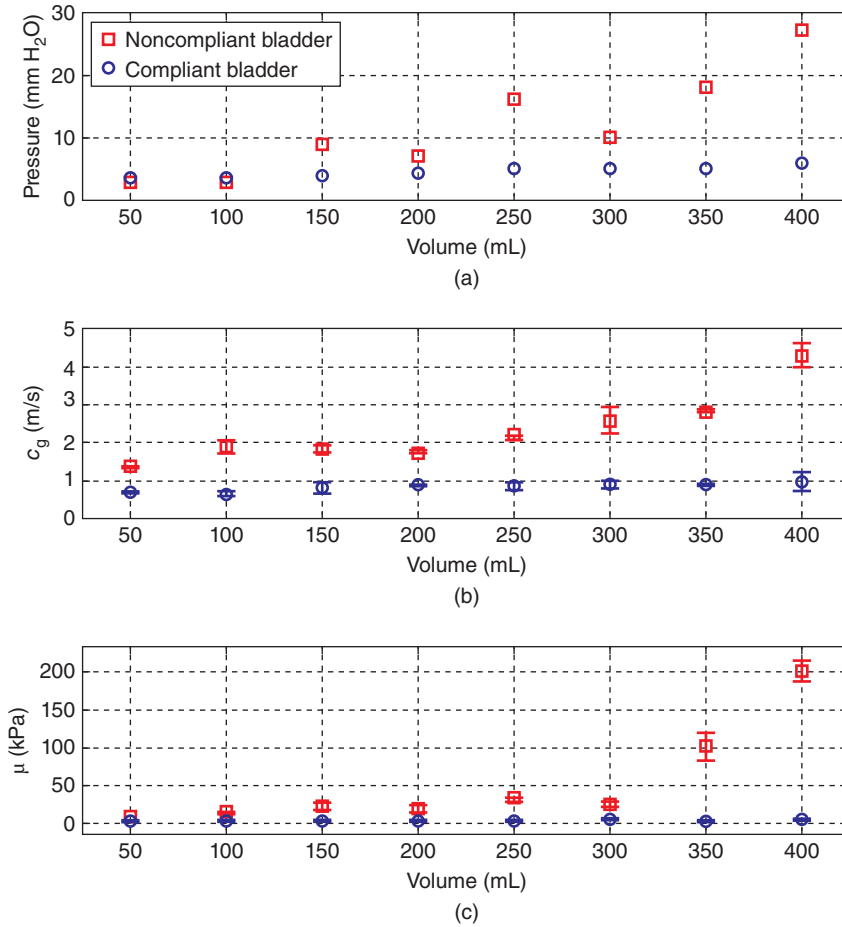 30
20
10
0
Pressure (mm H₂O)
Noncompliant bladder
Compliant bladder
50 100 150 200 250 300 350 400
Volume (mL)
(a)
5
4
3
2
1
0
cg (m/s)
50 100 150 200 250 300 350 400
Volume (mL)
(b)
200
150
100
50
0
μ (kPa)
50 100 150 200 250 300 350 400
Volume (mL)
(c)